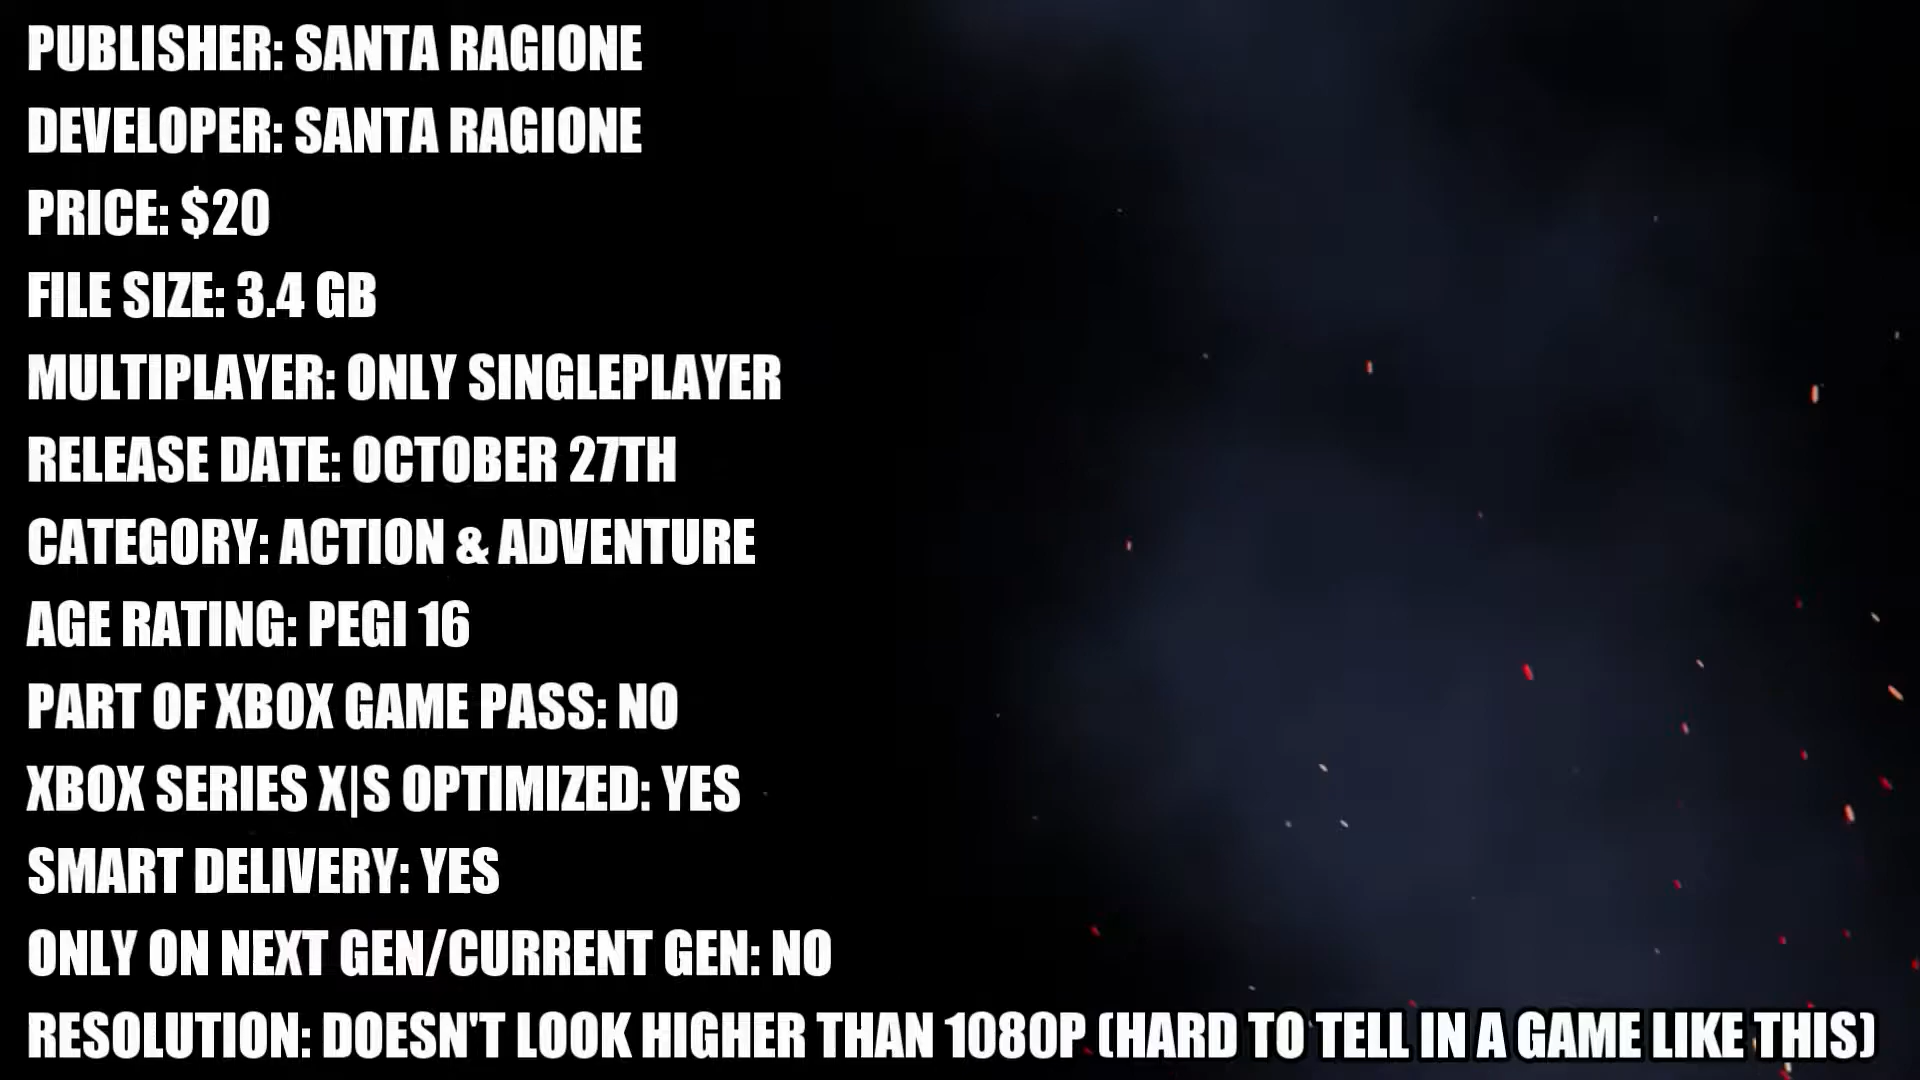 PUBLISHER: SANTA RAGIONE
DEVELOPER: SANTA RAGIONE
PRICE: $20
FILE SIZE: 3.4 GB
MULTIPLAYER: ONLY SINGLEPLAYER
RELEASE DATE: OCTOBER 27TH
CATEGORY: ACTION & ADVENTURE
AGE RATING: PEGI 16
PART OF XBOX GAME PASS: NO
XBOX SERIES X|S OPTIMIZED: YES
SMART DELIVERY: YES
ONLY ON NEXT GEN/CURRENT GEN: NO
RESOLUTION: DOESN'T LOOK HIGHER THAN 1080P (HARD TO TELL IN A GAME LIKE THIS)